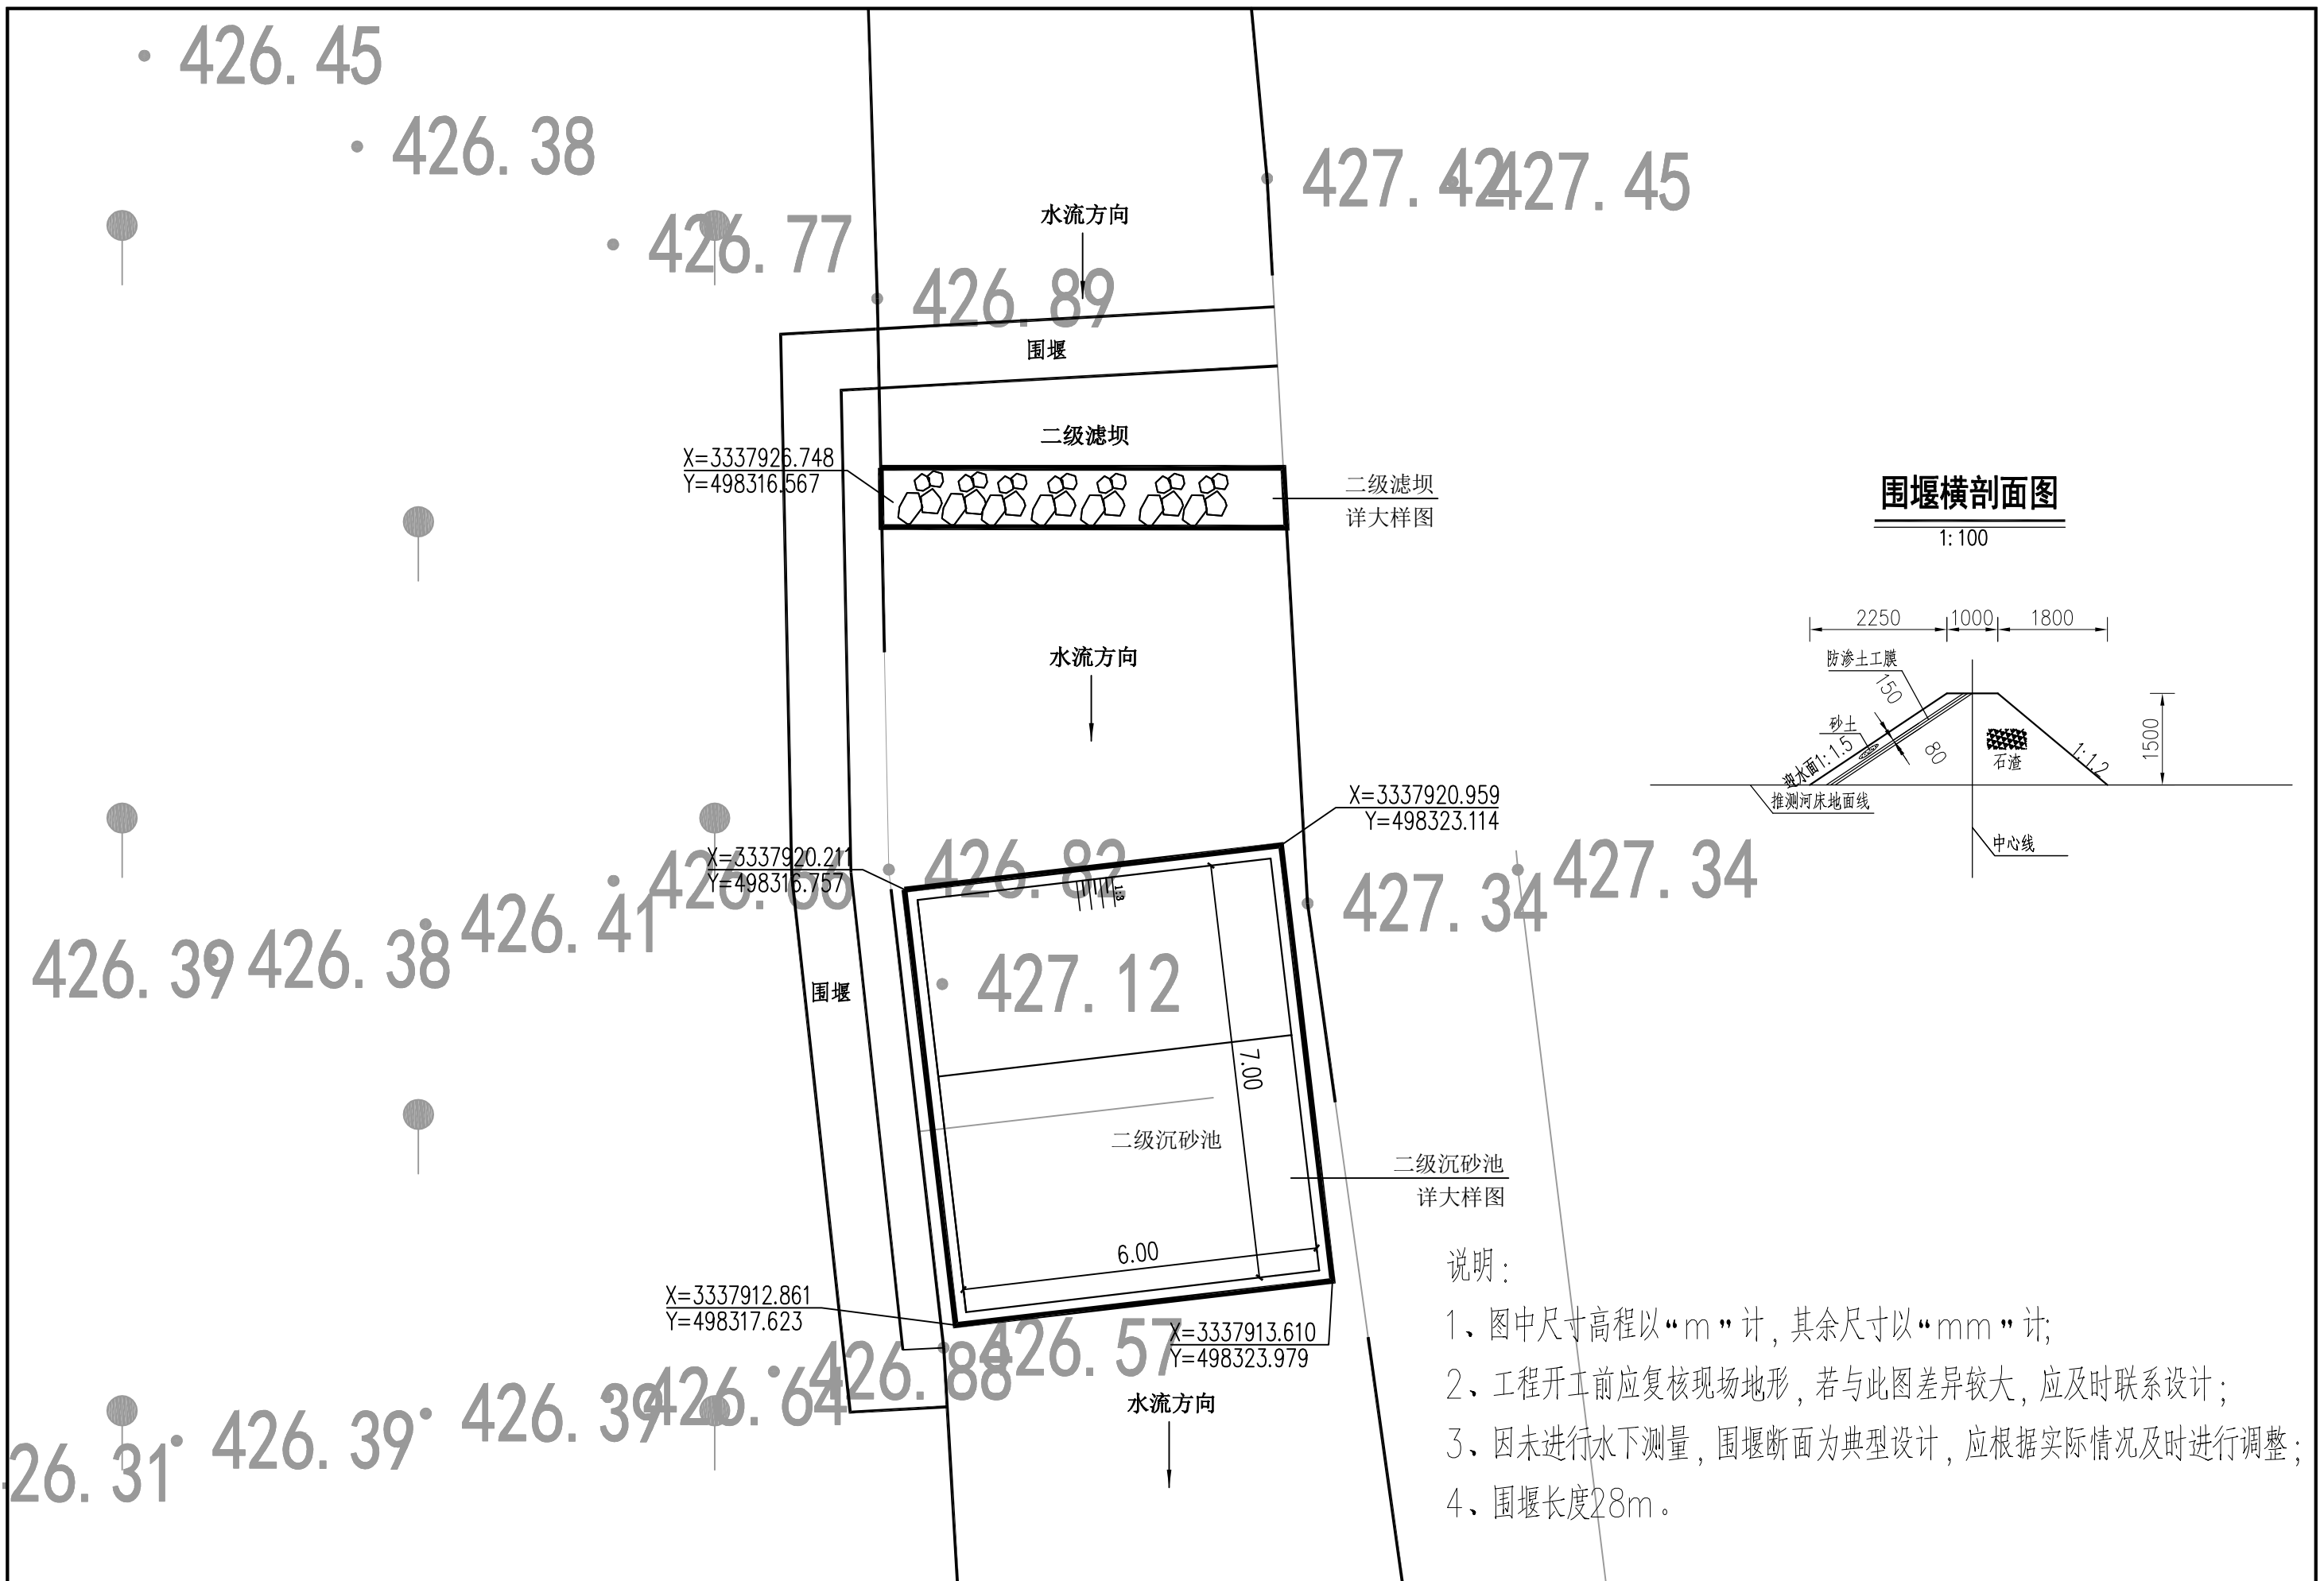 426.45
426.38
427.42
427.45
水流方向
426.77
426.89
围堰
二级滤坝
X=3337926.748
Y=498316.567
二级滤坝
详大样图
围堰横剖面图
1:100
2250
1000
1800
防渗土工膜
150
砂土
80
迎水面1:1.5
石渣
1:1.2
1500
推测河床地面线
中心线
水流方向
X=3337920.959
Y=498323.114
X=3337920.211
Y=498316.757
426.66
426.82
1:3
427.34
427.34
426.41
426.39
426.38
427.12
围堰
7.00
二级沉砂池
二级沉砂池
详大样图
6.00
X=3337912.861
Y=498317.623
X=3337913.610
Y=498323.979
426.57
426.88
426.64
426.39
426.39
26.31
水流方向
说明：
1、图中尺寸高程以“m”计，其余尺寸以“mm”计;
2、工程开工前应复核现场地形，若与此图差异较大，应及时联系设计；
3、因未进行水下测量，围堰断面为典型设计，应根据实际情况及时进行调整；
4、围堰长度28m。